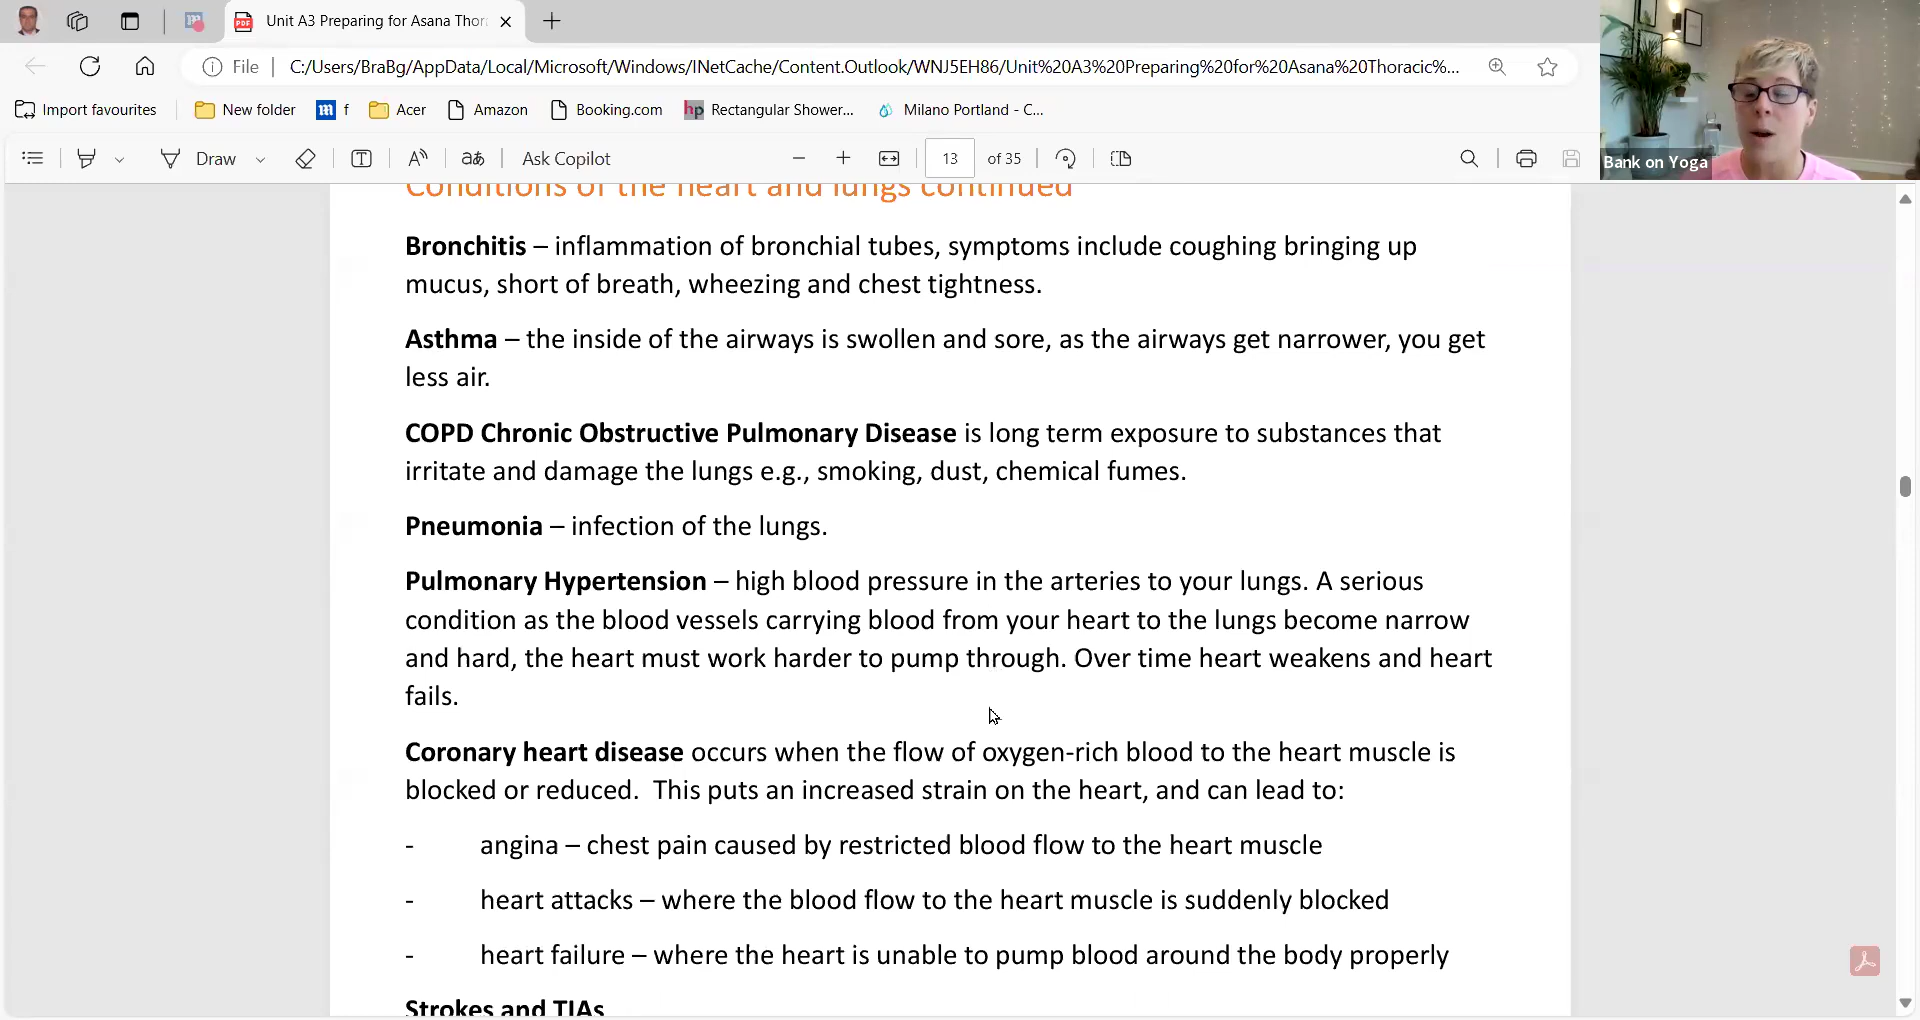 Unit A3 Preparing for Asana Thor
File
C:/Users/BraBg/AppData/Local/Microsoft/Windows/INetCache/Content.Outlook/WNJ5EH86/Unit%20A3%20Preparing%20for%20Asana%20Thoracic%...
Import favourites
New folder
f
Acer
Amazon
Booking.com
hp Rectangular Shower...
Milano Portland - C...
Draw
Ask Copilot
13 of 35
Bank on Yoga
Conditions of the heart and lungs continued
Bronchitis – inflammation of bronchial tubes, symptoms include coughing bringing up
mucus, short of breath, wheezing and chest tightness.
Asthma – the inside of the airways is swollen and sore, as the airways get narrower, you get
less air.
COPD Chronic Obstructive Pulmonary Disease is long term exposure to substances that
irritate and damage the lungs e.g., smoking, dust, chemical fumes.
Pneumonia – infection of the lungs.
Pulmonary Hypertension – high blood pressure in the arteries to your lungs. A serious
condition as the blood vessels carrying blood from your heart to the lungs become narrow
and hard, the heart must work harder to pump through. Over time heart weakens and heart
fails.
Coronary heart disease occurs when the flow of oxygen-rich blood to the heart muscle is
blocked or reduced.  This puts an increased strain on the heart, and can lead to:
- angina – chest pain caused by restricted blood flow to the heart muscle
- heart attacks – where the blood flow to the heart muscle is suddenly blocked
- heart failure – where the heart is unable to pump blood around the body properly
Strokes and TIAs